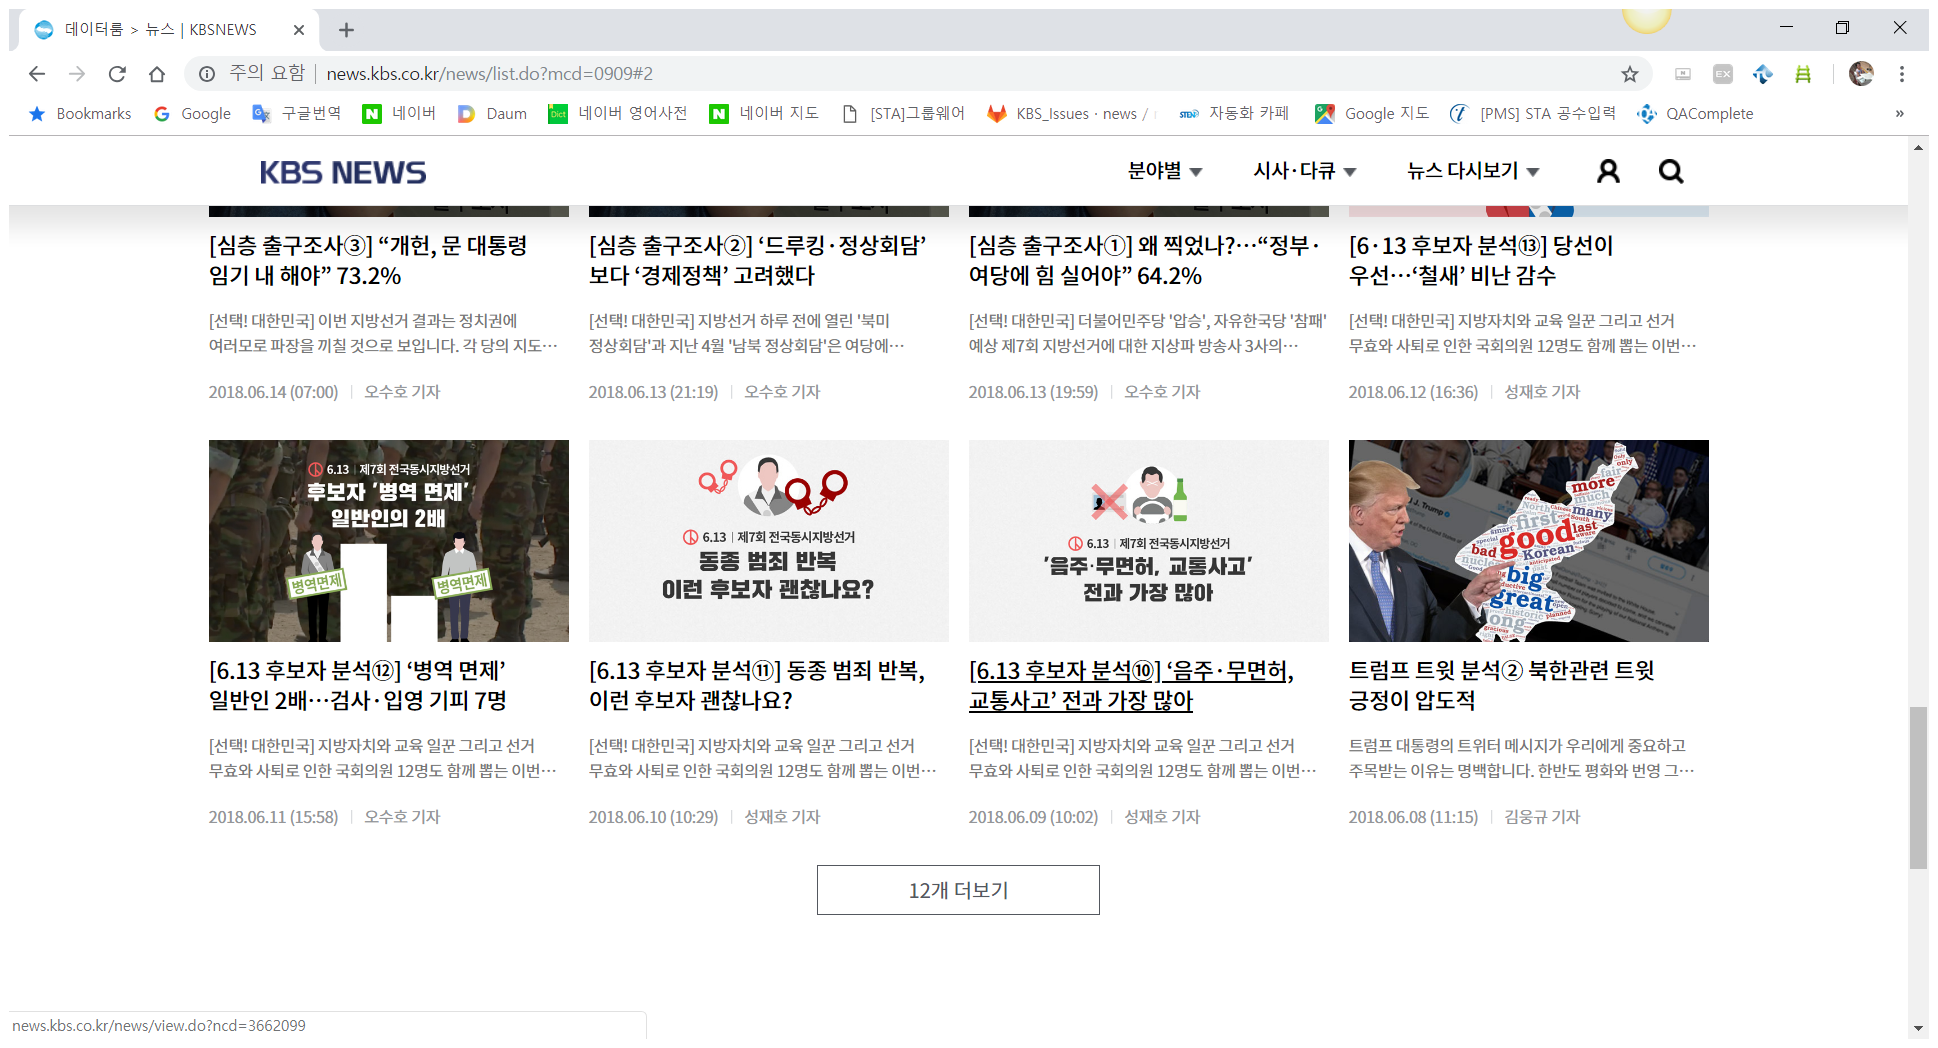 데이터룸 > 뉴스 | KBSNEWS
주의 요함
news.kbs.co.kr/news/list.do?mcd=0909#2
EX
Bookmarks
Google
구글번역
네이버
Daum
네이버 영어사전
네이버 지도
[STA]그룹웨어
KBS_Issues · news /
자동화 카페
Google 지도
[PMS] STA 공수입력
QAComplete
»
KBS NEWS
분야별
시사·다큐
뉴스 다시보기
[심층 출구조사③] “개헌, 문 대통령
임기 내 해야” 73.2%
[선택! 대한민국] 이번 지방선거 결과는 정치권에
여러모로 파장을 끼칠 것으로 보입니다. 각 당의 지도…
2018.06.14 (07:00) | 오수호 기자
[심층 출구조사②] ‘드루킹·정상회담’
보다 ‘경제정책’ 고려했다
[선택! 대한민국] 지방선거 하루 전에 열린 '북미
정상회담'과 지난 4월 '남북 정상회담'은 여당에…
2018.06.13 (21:19) | 오수호 기자
[심층 출구조사①] 왜 찍었나?…“정부·
여당에 힘 실어야” 64.2%
[선택! 대한민국] 더불어민주당 '압승', 자유한국당 '참패'
예상 제7회 지방선거에 대한 지상파 방송사 3사의…
2018.06.13 (19:59) | 오수호 기자
[6·13 후보자 분석⑬] 당선이
우선…‘철새’ 비난 감수
[선택! 대한민국] 지방자치와 교육 일꾼 그리고 선거
무효와 사퇴로 인한 국회의원 12명도 함께 뽑는 이번…
2018.06.12 (16:36) | 성재호 기자
6.13 | 제7회 전국동시지방선거
후보자 '병역 면제'
일반인의 2배
병역면제
병역면제
[6.13 후보자 분석⑫] ‘병역 면제’
일반인 2배…검사·입영 기피 7명
[선택! 대한민국] 지방자치와 교육 일꾼 그리고 선거
무효와 사퇴로 인한 국회의원 12명도 함께 뽑는 이번…
2018.06.11 (15:58) | 오수호 기자
6.13 | 제7회 전국동시지방선거
동종 범죄 반복
이런 후보자 괜찮나요?
[6.13 후보자 분석⑪] 동종 범죄 반복,
이런 후보자 괜찮나요?
[선택! 대한민국] 지방자치와 교육 일꾼 그리고 선거
무효와 사퇴로 인한 국회의원 12명도 함께 뽑는 이번…
2018.06.10 (10:29) | 성재호 기자
6.13 | 제7회 전국동시지방선거
'음주·무면허, 교통사고'
전과 가장 많아
[6.13 후보자 분석⑩] ‘음주·무면허,
교통사고’ 전과 가장 많아
[선택! 대한민국] 지방자치와 교육 일꾼 그리고 선거
무효와 사퇴로 인한 국회의원 12명도 함께 뽑는 이번…
2018.06.09 (10:02) | 성재호 기자
only
fair
more
much
many
North
first
South
last
smart
special
good
bad
Korean
nuclear
big
great
historic
long
트럼프 트윗 분석② 북한관련 트윗
긍정이 압도적
트럼프 대통령의 트위터 메시지가 우리에게 중요하고
주목받는 이유는 명백합니다. 한반도 평화와 번영 그…
2018.06.08 (11:15) | 김웅규 기자
12개 더보기
news.kbs.co.kr/news/view.do?ncd=3662099